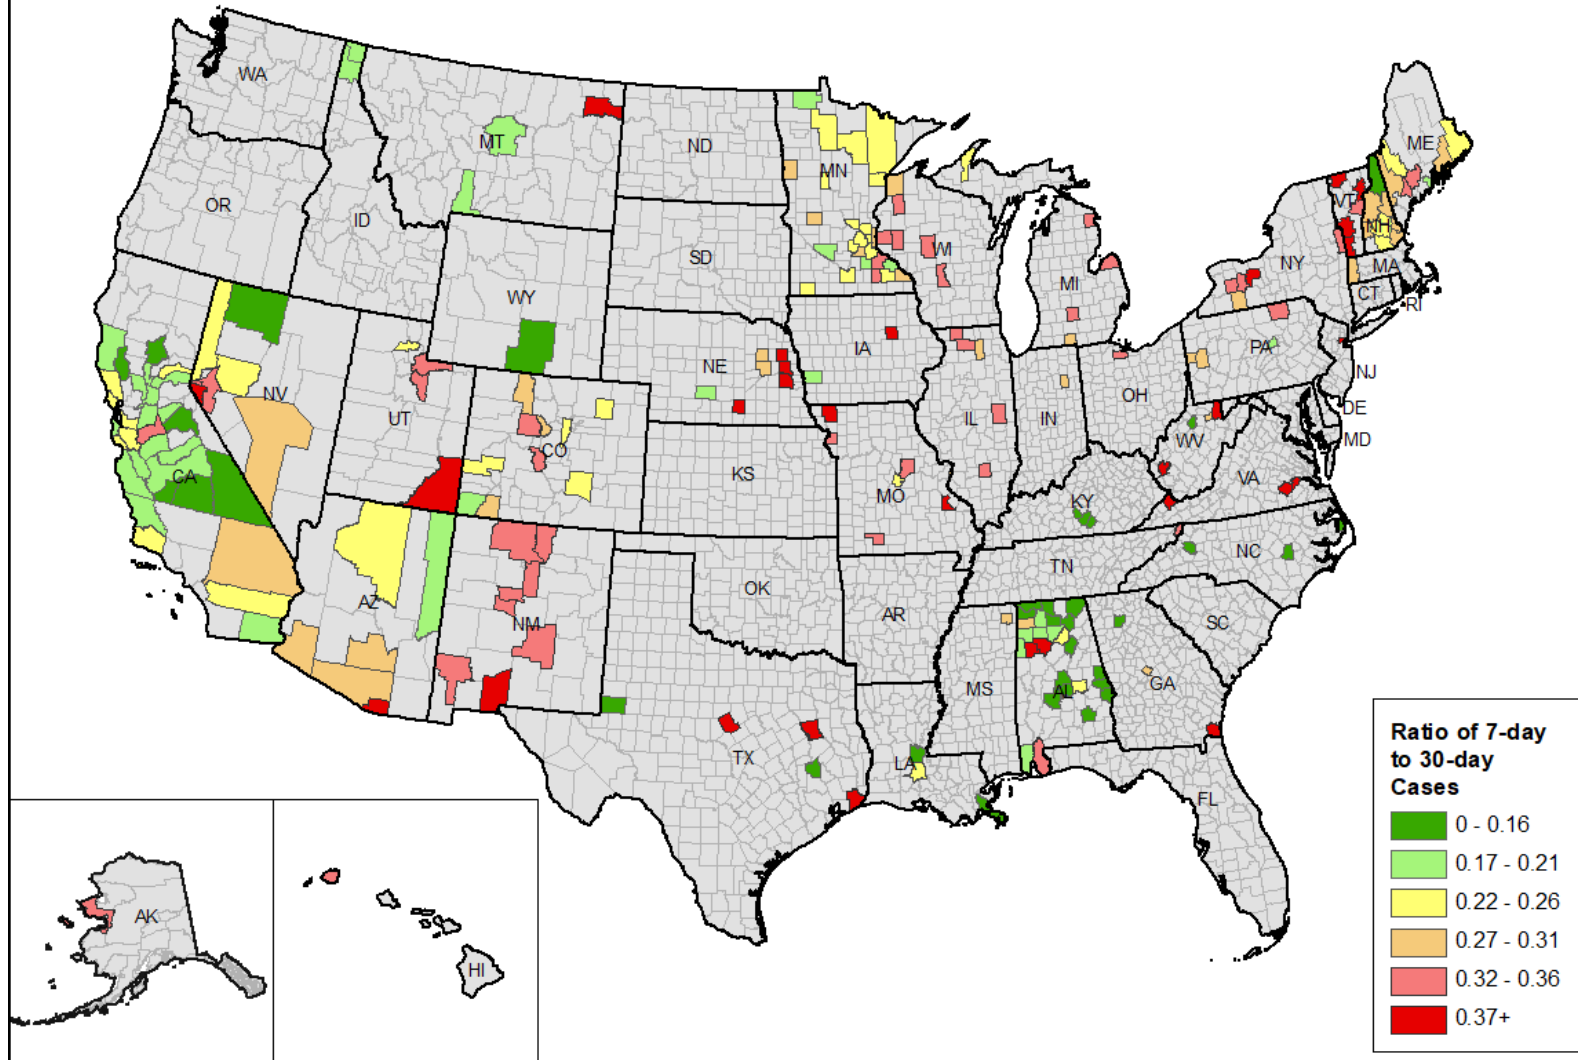 WA
MT
ND
MN
ME
OR
ID
VT
NH
WI
SD
NY
MA
MI
WY
CT
RI
IA
PA
NE
NV
NJ
OH
UT
IL
IN
DE
WV
MD
CO
KS
CA
MO
KY
VA
NC
TN
OK
AZ
AR
NM
SC
MS
AL
GA
TX
LA
FL
AK
HI
Ratio of 7-day
to 30-day
Cases
0 - 0.16
0.17 - 0.21
0.22 - 0.26
0.27 - 0.31
0.32 - 0.36
0.37+